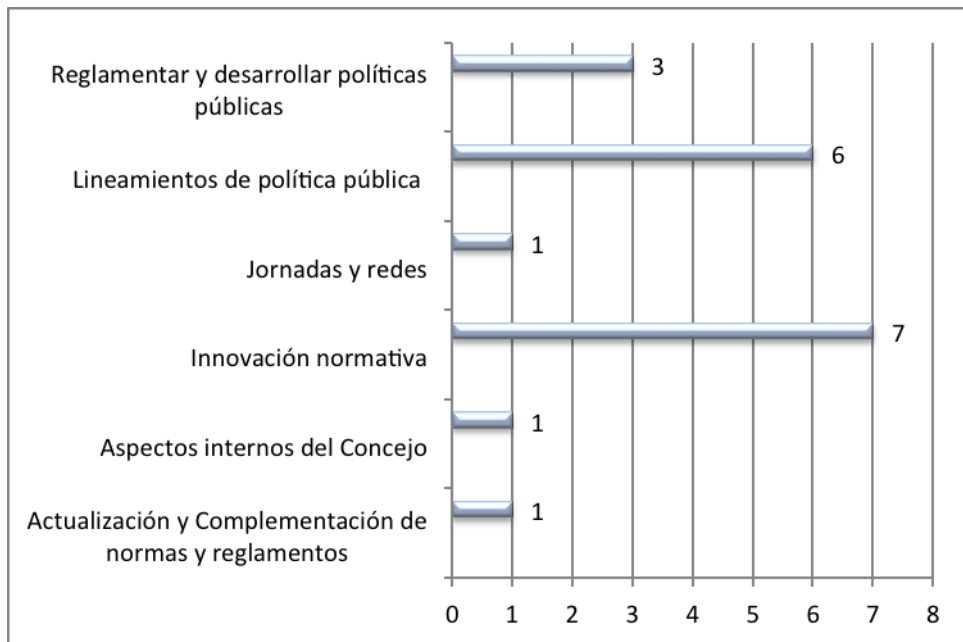 Reglamentar y desarrollar políticas
públicas
3
Lineamientos de política pública
6
Jornadas y redes
1
Innovación normativa
7
Aspectos internos del Concejo
1
Actualización y Complementación de
normas y reglamentos
1
0 1 2 3 4 5 6 7 8